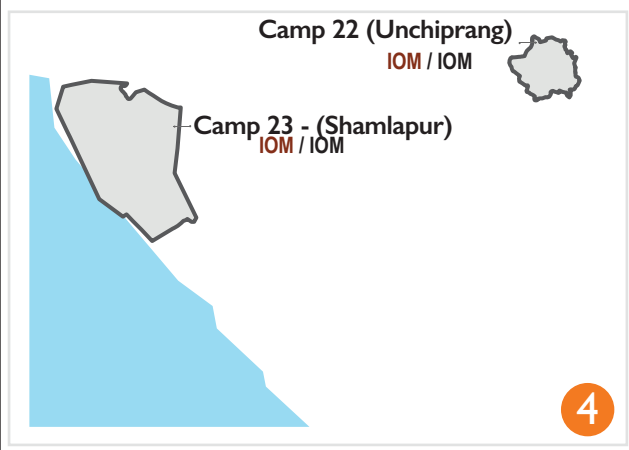 Camp 22 (Unchiprang)
IOM / IOM
Camp 23 - (Shamlapur)
IOM / IOM
4